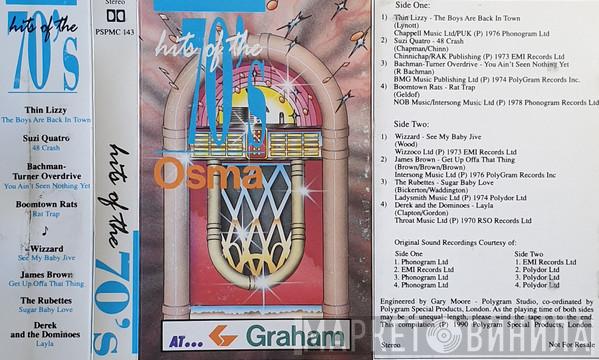 hits of the
70's
Thin Lizzy
The Boys Are Back In Town
Suzi Quatro
48 Crash
Bachman-
Turner Overdrive
You Ain't Seen Nothing Yet
Boomtown Rats
Rat Trap
Wizzard
See My Baby Jive
James Brown
Get Up Offa That Thing
The Rubettes
Sugar Baby Love
Derek
and the Dominoes
Layla
Stereo
PSPMC 143
hits of the 70's
hits of the
70's
Osma
AT... Graham
Side One:
1) Thin Lizzy - The Boys Are Back In Town
(Lynott)
Chappell Music Ltd/PUK (P) 1976 Phonogram Ltd
2) Suzi Quatro - 48 Crash
(Chapman/Chinn)
Chinnichap/RAK Publishing (P) 1973 EMI Records Ltd
3) Bachman-Turner Overdrive - You Ain't Seen Nothing Yet
(R Bachman)
BMG Music Publishing Ltd (P) 1974 PolyGram Records Inc.
4) Boomtown Rats - Rat Trap
(Geldof)
NOB Music/Intersong Music Ltd (P) 1978 Phonogram Records Ltd
Side Two:
1) Wizzard - See My Baby Jive
(Wood)
Wizzoco Ltd (P) 1973 EMI Records Ltd
2) James Brown - Get Up Offa That Thing
(Brown/Brown/Brown)
Intersong Music Ltd (P) 1976 PolyGram Records Inc
3) The Rubettes - Sugar Baby Love
(Bickerton/Waddington)
Ladysmith Music Ltd (P) 1974 Polydor Ltd
4) Derek and the Dominoes - Layla
(Clapton/Gordon)
Throat Music Ltd (P) 1970 RSO Records Ltd
Original Sound Recordings Courtesy of:
Side One Side Two
1. Phonogram Ltd 1. EMI Records Ltd
2. EMI Records Ltd 2. Polydor Ltd
3. Phonogram Ltd 3. Polydor Ltd
4. Phonogram Ltd 4. Polydor Ltd
Engineered by Gary Moore - Polygram Studio, co-ordinated by
Polygram Special Products, London. As the playing time of both sides
may be of unequal length, please wind the tape on to the end.
This compilation (P) 1990 Polygram Special Products, London.
Stereo Not For Resale
МАРКЕТОВИНИЛА